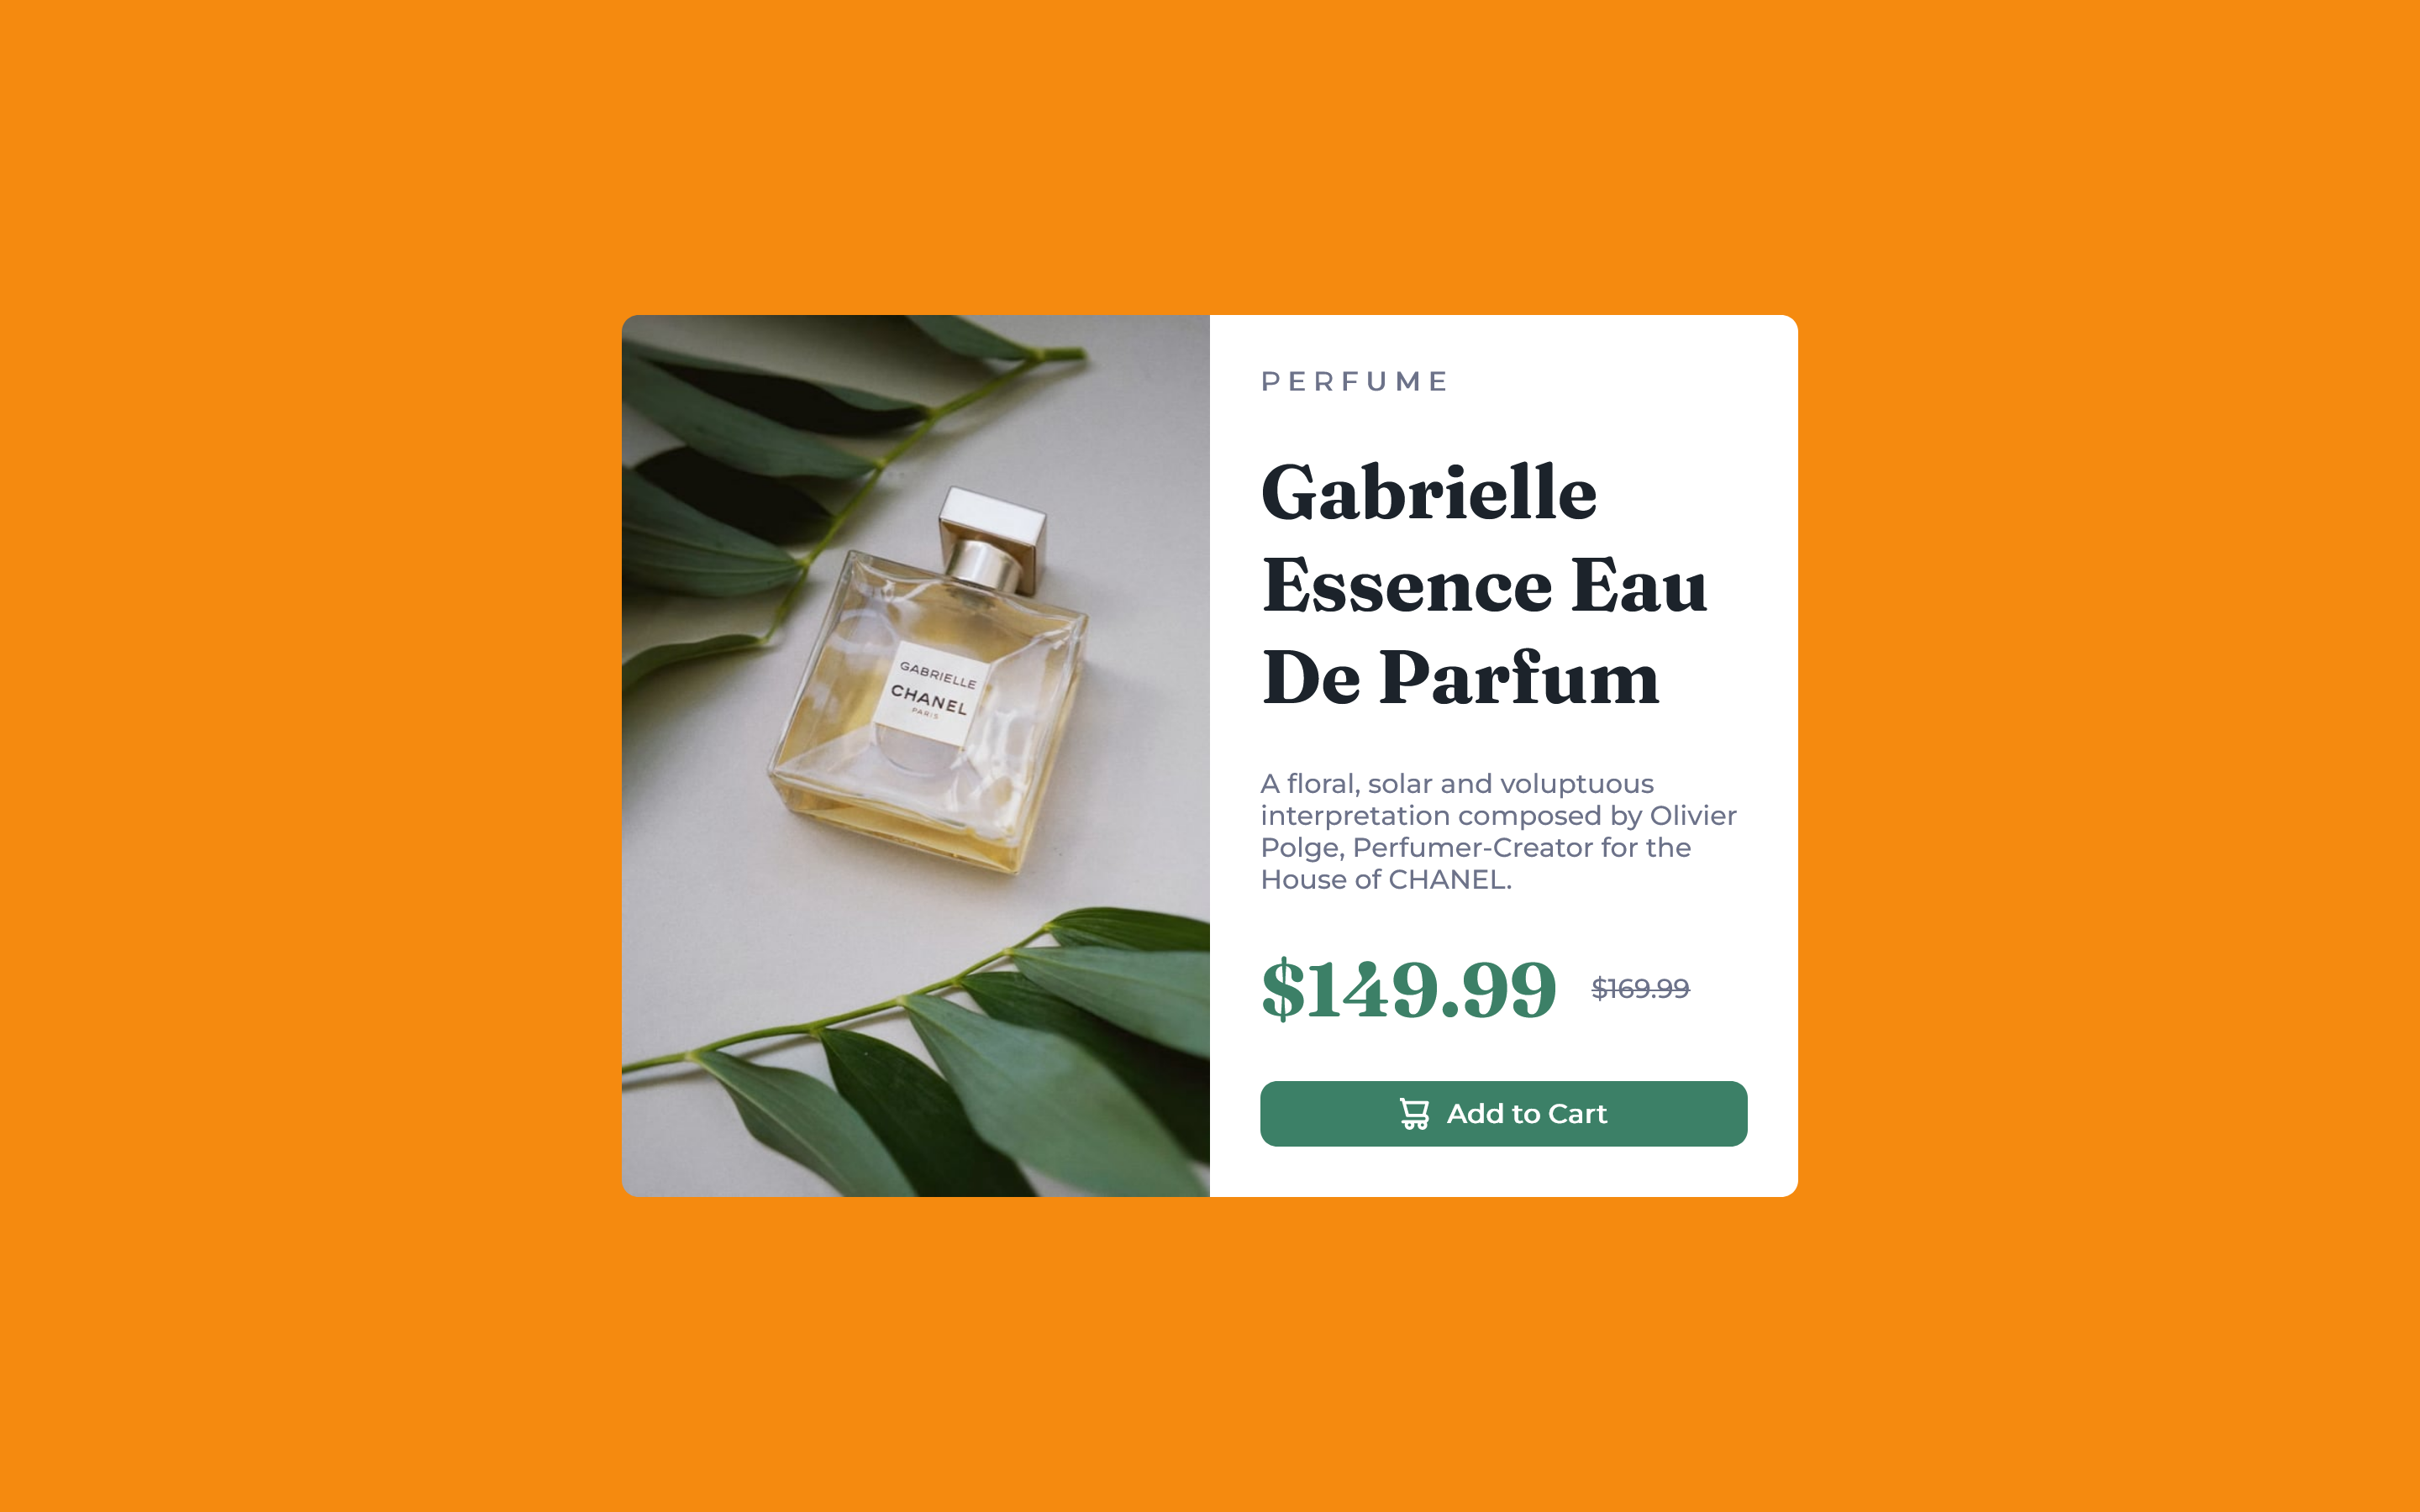 GABRIELLE
CHANEL
PARIS
PERFUME
Gabrielle
Essence Eau
De Parfum
A floral, solar and voluptuous
interpretation composed by Olivier
Polge, Perfumer-Creator for the
House of CHANEL.
$149.99 $169.99
Add to Cart